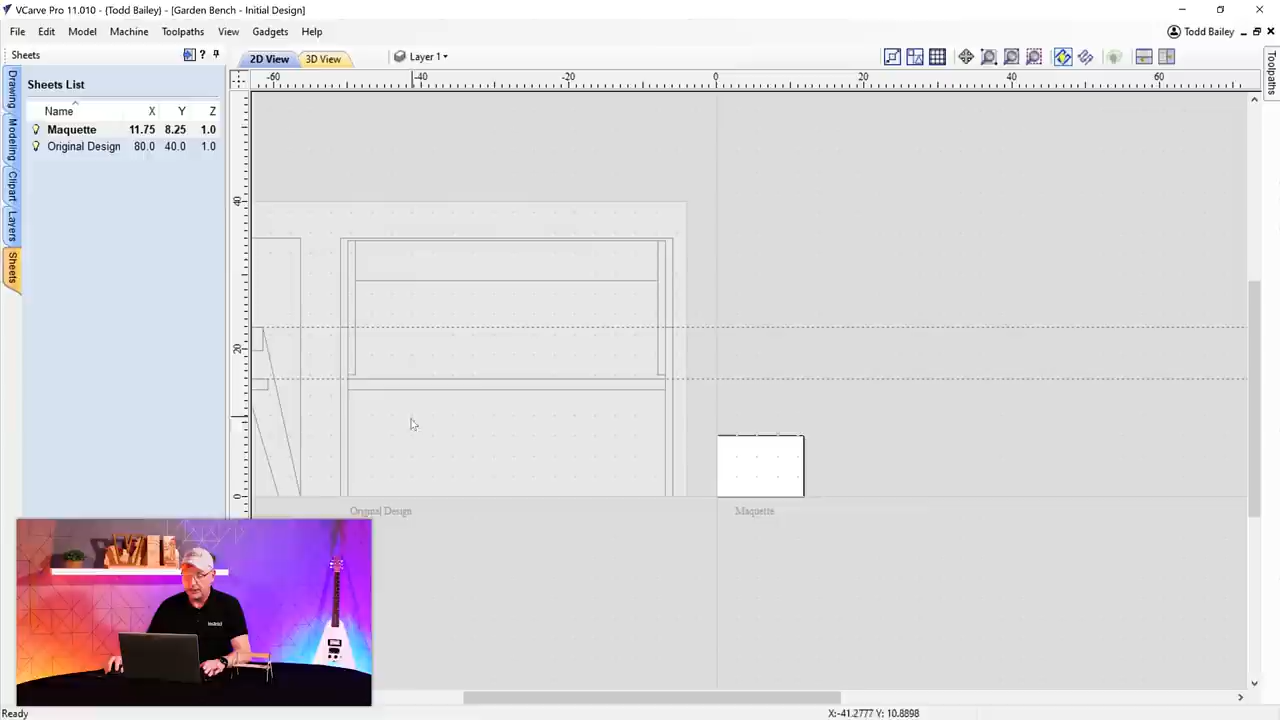 VCarve Pro 11.010 - {Todd Bailey} - [Garden Bench - Initial Design]
File Edit Model Machine Toolpaths View Gadgets Help
Todd Bailey
Sheets
2D View 3D View Layer 1
Sheets List
Name X Y Z
Maquette 11.75 8.25 1.0
Original Design 80.0 40.0 1.0
Drawing
Modeling
Clipart
Layers
Sheets
Toolpaths
-60 -40 -20 0 20 40 60
40
20
0
Original Design Maquette
Ready X:-41.2777 Y: 10.8898